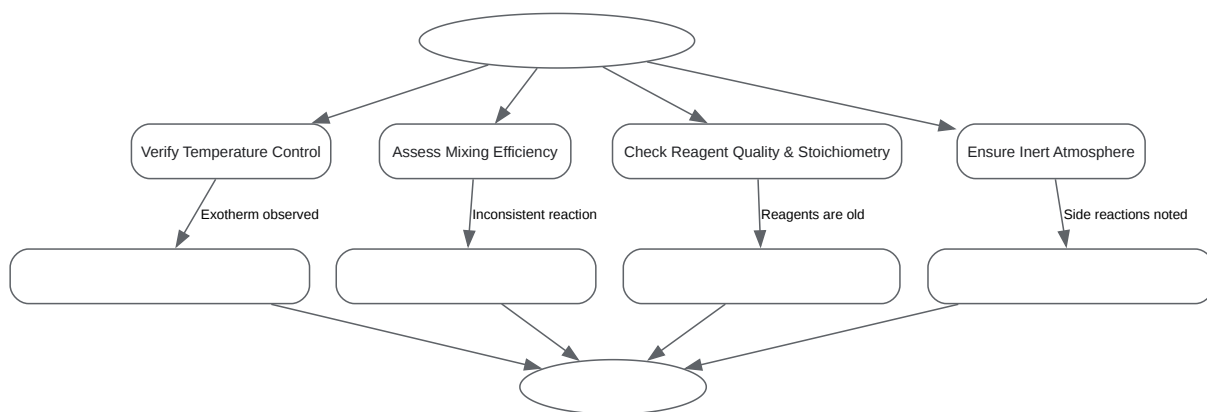 Verify Temperature Control
Assess Mixing Efficiency
Check Reagent Quality & Stoichiometry
Ensure Inert Atmosphere
Exotherm observed
Inconsistent reaction
Reagents are old
Side reactions noted